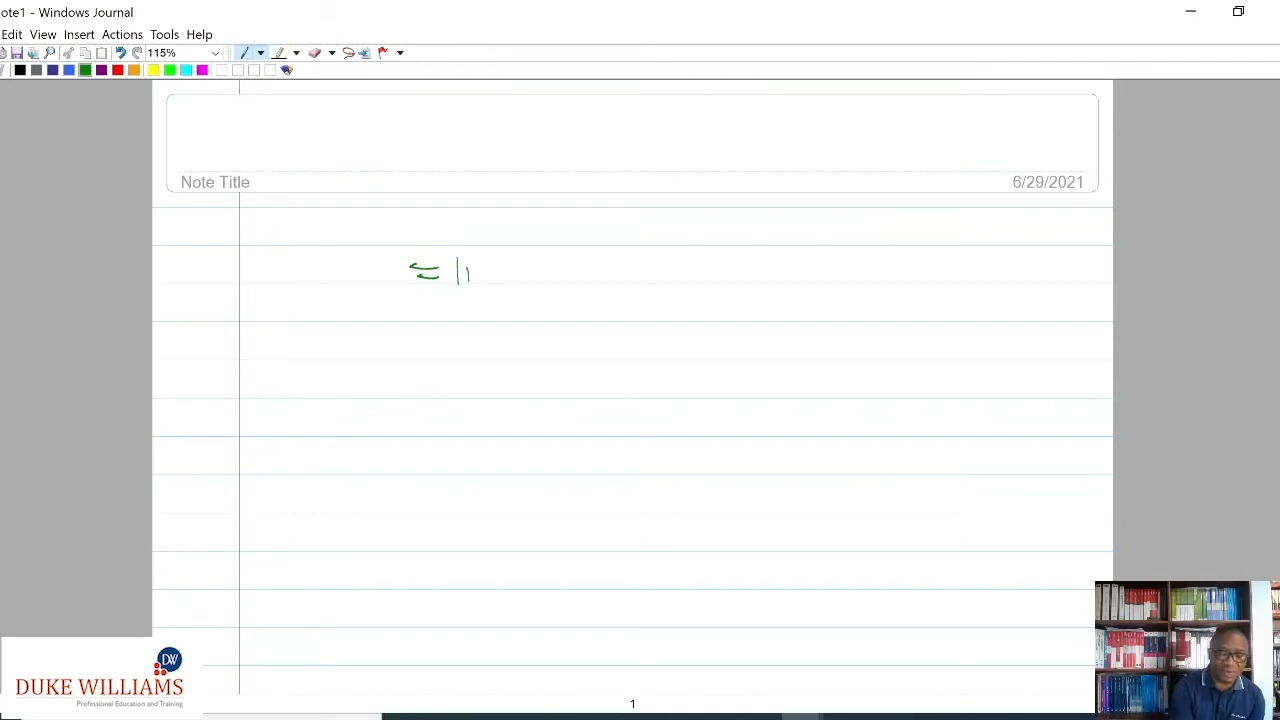 ote1 - Windows Journal
Edit View Insert Actions Tools Help
115%
Note Title
6/29/2021
=
DW
DUKE WILLIAMS
Professional Education and Training
1